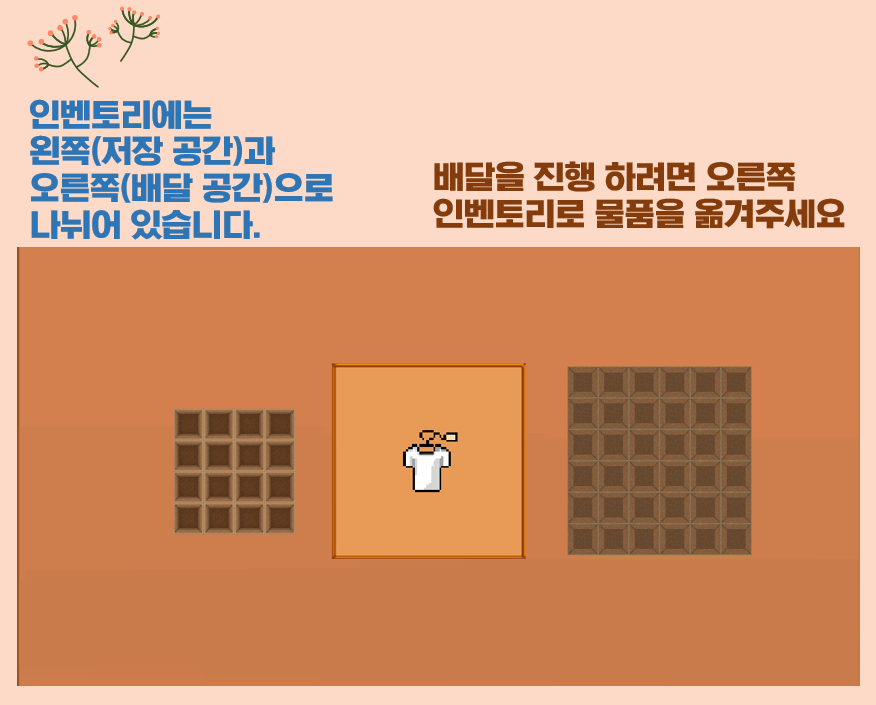 인벤토리에는
왼쪽(저장 공간)과
오른쪽(배달 공간)으로
나뉘어 있습니다.
배달을 진행 하려면 오른쪽
인벤토리로 물품을 옮겨주세요